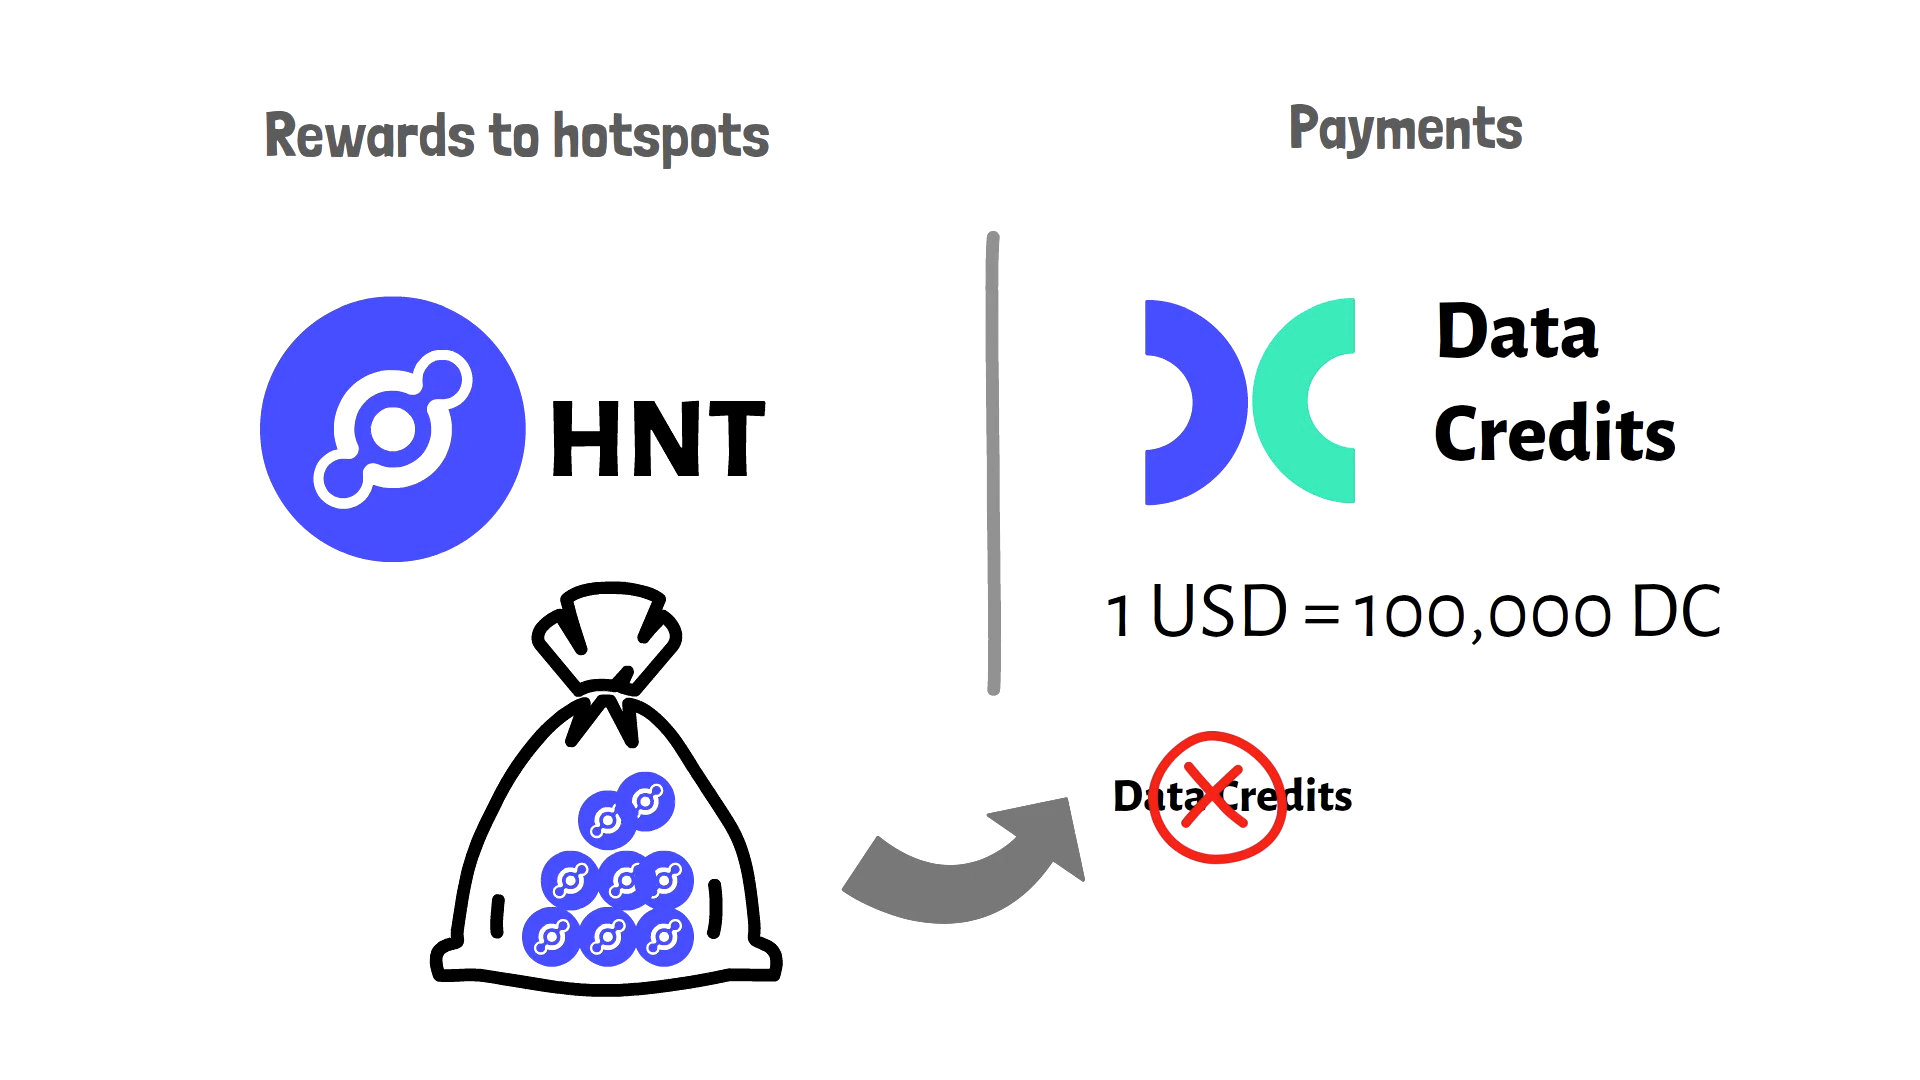 Rewards to hotspots
Payments
HNT
Data
Credits
1 USD = 100,000 DC
Data Credits